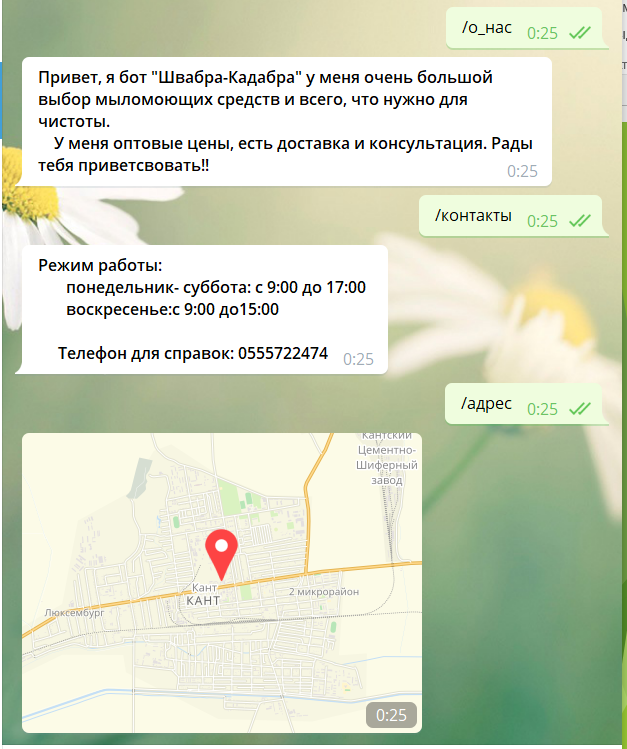 /о_нас 0:25
Привет, я бот "Швабра-Кадабра" у меня очень большой
выбор мыломоющих средств и всего, что нужно для
чистоты.
У меня оптовые цены, есть доставка и консультация. Рады
тебя приветсвовать!!
0:25
/контакты 0:25
Режим работы:
понедельник- суббота: с 9:00 до 17:00
воскресенье:с 9:00 до15:00
Телефон для справок: 0555722474 0:25
/адрес 0:25
Кантский
Цементно-
Шиферный
завод
Кант
2 микрорайон
КАНТ
Люксембург
0:25